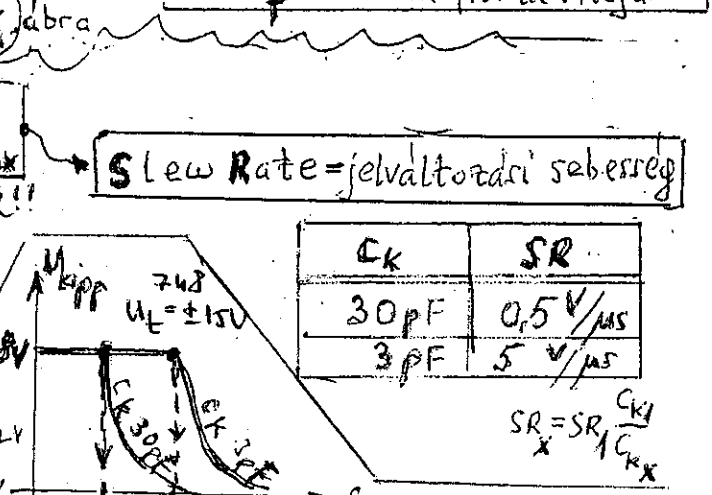 ábra
Slew Rate=jelváltozási sebesség
CK SR
30pF 0,5 V/µs
3pF 5 V/µs
SRx=SR1 CK1/CKx
Ukipp
748
Ut=±15V
CK 30pF
CK 3pF